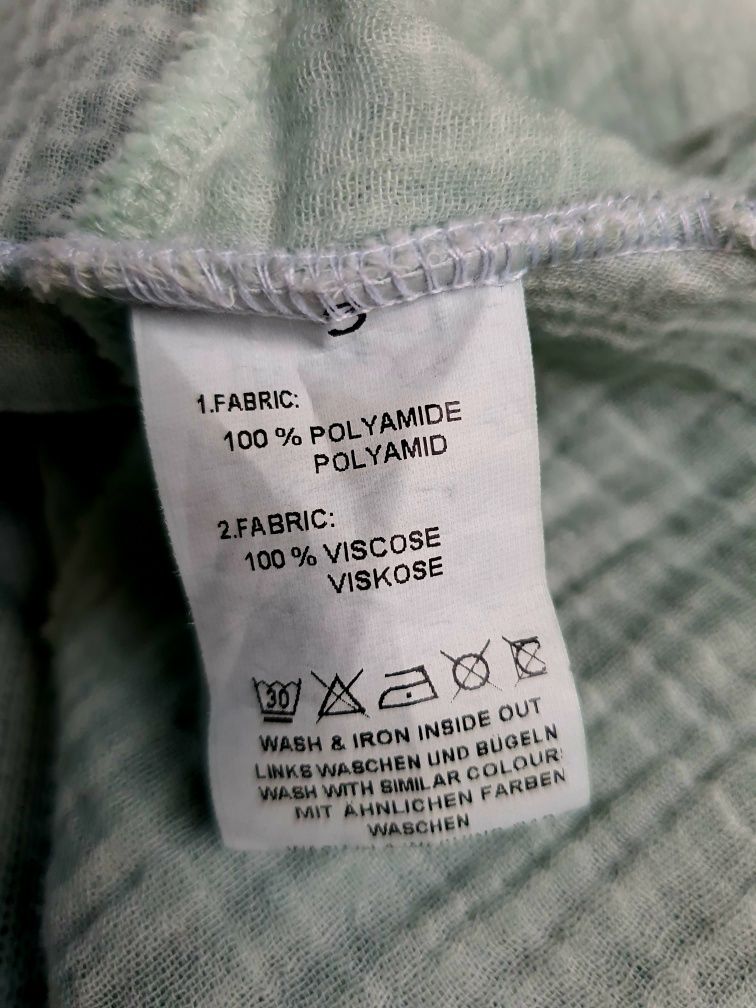 1.FABRIC:
100 % POLYAMIDE
POLYAMID
2.FABRIC:
100 % VISCOSE
VISKOSE
30
WASH & IRON INSIDE OUT
LINKS WASCHEN UND BÜGELN
WASH WITH SIMILAR COLOUR
MIT ÄHNLICHEN FARBEN
WASCHEN